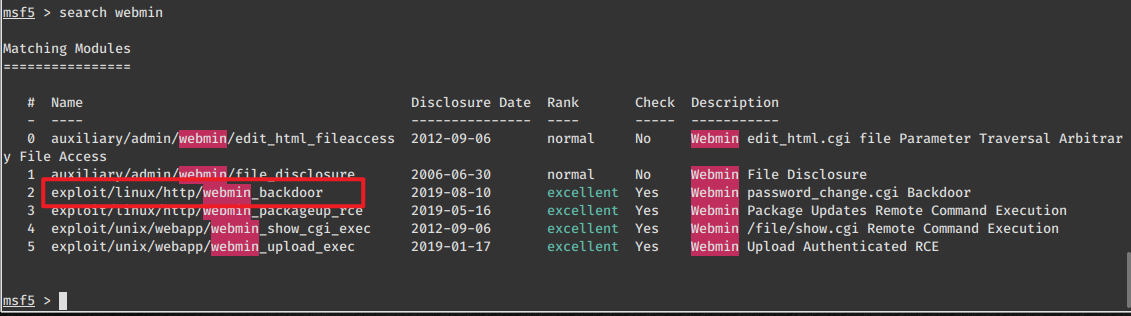 msf5 > search webmin
Matching Modules
================
#  Name                                     Disclosure Date  Rank       Check  Description
-  ----                                     ---------------  ----       -----  -----------
0  auxiliary/admin/webmin/edit_html_fileaccess  2012-09-06       normal     No     Webmin edit_html.cgi file Parameter Traversal Arbitrar
y File Access
1  auxiliary/admin/webmin/file_disclosure       2006-06-30       normal     No     Webmin File Disclosure
2  exploit/linux/http/webmin_backdoor           2019-08-10       excellent  Yes    Webmin password_change.cgi Backdoor
3  exploit/linux/http/webmin_packageup_rce      2019-05-16       excellent  Yes    Webmin Package Updates Remote Command Execution
4  exploit/unix/webapp/webmin_show_cgi_exec     2012-09-06       excellent  Yes    Webmin /file/show.cgi Remote Command Execution
5  exploit/unix/webapp/webmin_upload_exec       2019-01-17       excellent  Yes    Webmin Upload Authenticated RCE
msf5 >